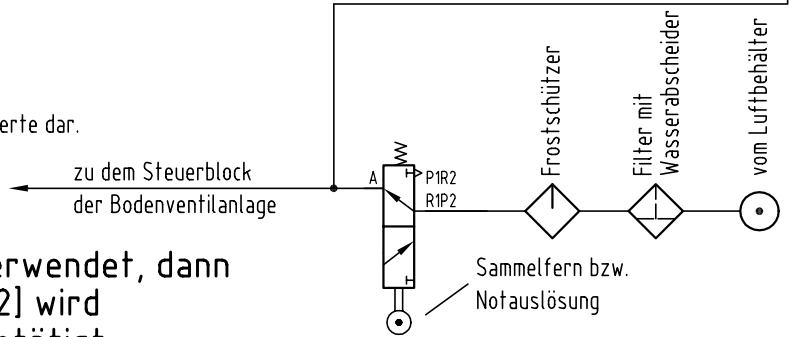 erte dar.
zu dem Steuerblock
der Bodenventilanlage
A
P1R2
R1P2
Frostschützer
Filter mit
Wasserabscheider
vom Luftbehälter
Sammelfern bzw.
Notauslösung
erwendet, dann
2] wird